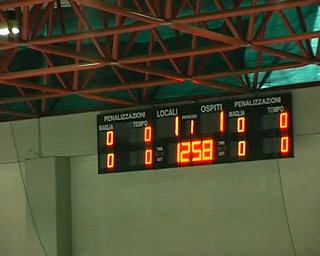 PENALIZZAZIONI LOCALI OSPITI PENALIZZAZIONI
MAGLIA TEMPO PERIODO MAGLIA TEMPO
0 0 1 1 1 0 0
0 0 12:58 0 0